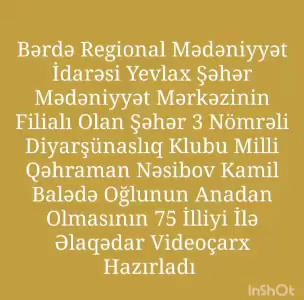 Bərdə Regional Mədəniyyət
İdarəsi Yevlax Şəhər
Mədəniyyət Mərkəzinin
Filialı Olan Şəhər 3 Nömrəli
Diyarşünaslıq Klubu Milli
Qəhraman Nəsibov Kamil
Balədə Oğlunun Anadan
Olmasının 75 İlliyi İlə
Əlaqədar Videoçarx
Hazırladı
InShOt